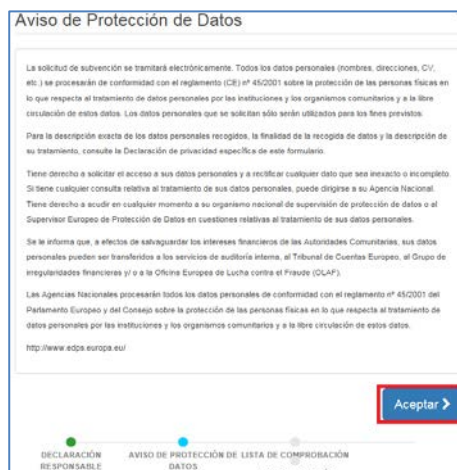 Aviso de Protección de Datos
La solicitud de subvención se tramitará electrónicamente. Todos los datos personales (nombres, direcciones, CV,
etc.) se procesarán de conformidad con el reglamento (CE) nº 45/2001 sobre la protección de las personas físicas en
lo que respecta al tratamiento de datos personales por las instituciones y los organismos comunitarios y a la libre
circulación de estos datos. Los datos personales que se solicitan sólo serán utilizados para los fines previstos.
Para la descripción exacta de los datos personales recogidos, la finalidad de la recogida de datos y la descripción de
su tratamiento, consulte la Declaración de privacidad específica de este formulario.
Tiene derecho a solicitar el acceso a sus datos personales y a rectificar cualquier dato que sea inexacto o incompleto.
Si tiene cualquier consulta relativa al tratamiento de sus datos personales, puede dirigirse a su Agencia Nacional.
Tiene derecho a acudir en cualquier momento a su organismo nacional de supervisión de protección de datos o al
Supervisor Europeo de Protección de Datos en cuestiones relativas al tratamiento de sus datos personales.
Se le informa que, a efectos de salvaguardar los intereses financieros de las Autoridades Comunitarias, sus datos
personales pueden ser transferidos a los servicios de auditoría interna, al Tribunal de Cuentas Europeo, al Grupo de
irregularidades financieras y/ o a la Oficina Europea de Lucha contra el Fraude (OLAF).
Las Agencias Nacionales procesarán todos los datos personales de conformidad con el reglamento nº 45/2001 del
Parlamento Europeo y del Consejo sobre la protección de las personas físicas en lo que respecta al tratamiento de
datos personales por las instituciones y los organismos comunitarios y a la libre circulación de estos datos.
http://www.edps.europa.eu/
Aceptar
DECLARACIÓN RESPONSABLE
AVISO DE PROTECCIÓN DE DATOS
LISTA DE COMPROBACIÓN